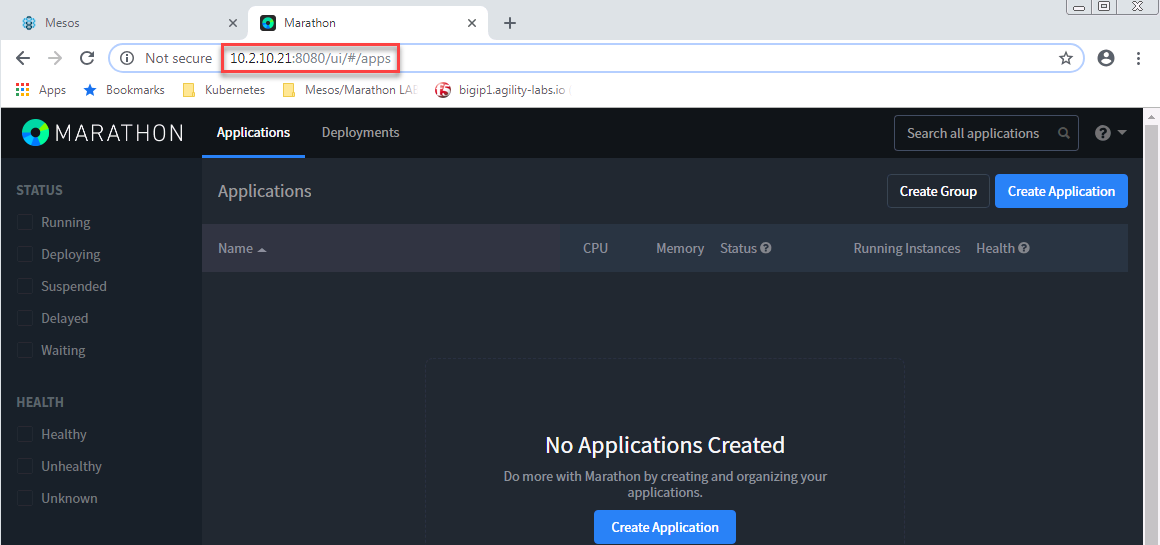 Mesos
Marathon
Not secure 10.2.10.21:8080/ui/#/apps
Apps Bookmarks Kubernetes Mesos/Marathon LAB bigip1.agility-labs.io
MARATHON Applications Deployments Search all applications
STATUS
Running
Deploying
Suspended
Delayed
Waiting
HEALTH
Healthy
Unhealthy
Unknown
Applications Create Group Create Application
Name CPU Memory Status Running Instances Health
No Applications Created
Do more with Marathon by creating and organizing your
applications.
Create Application